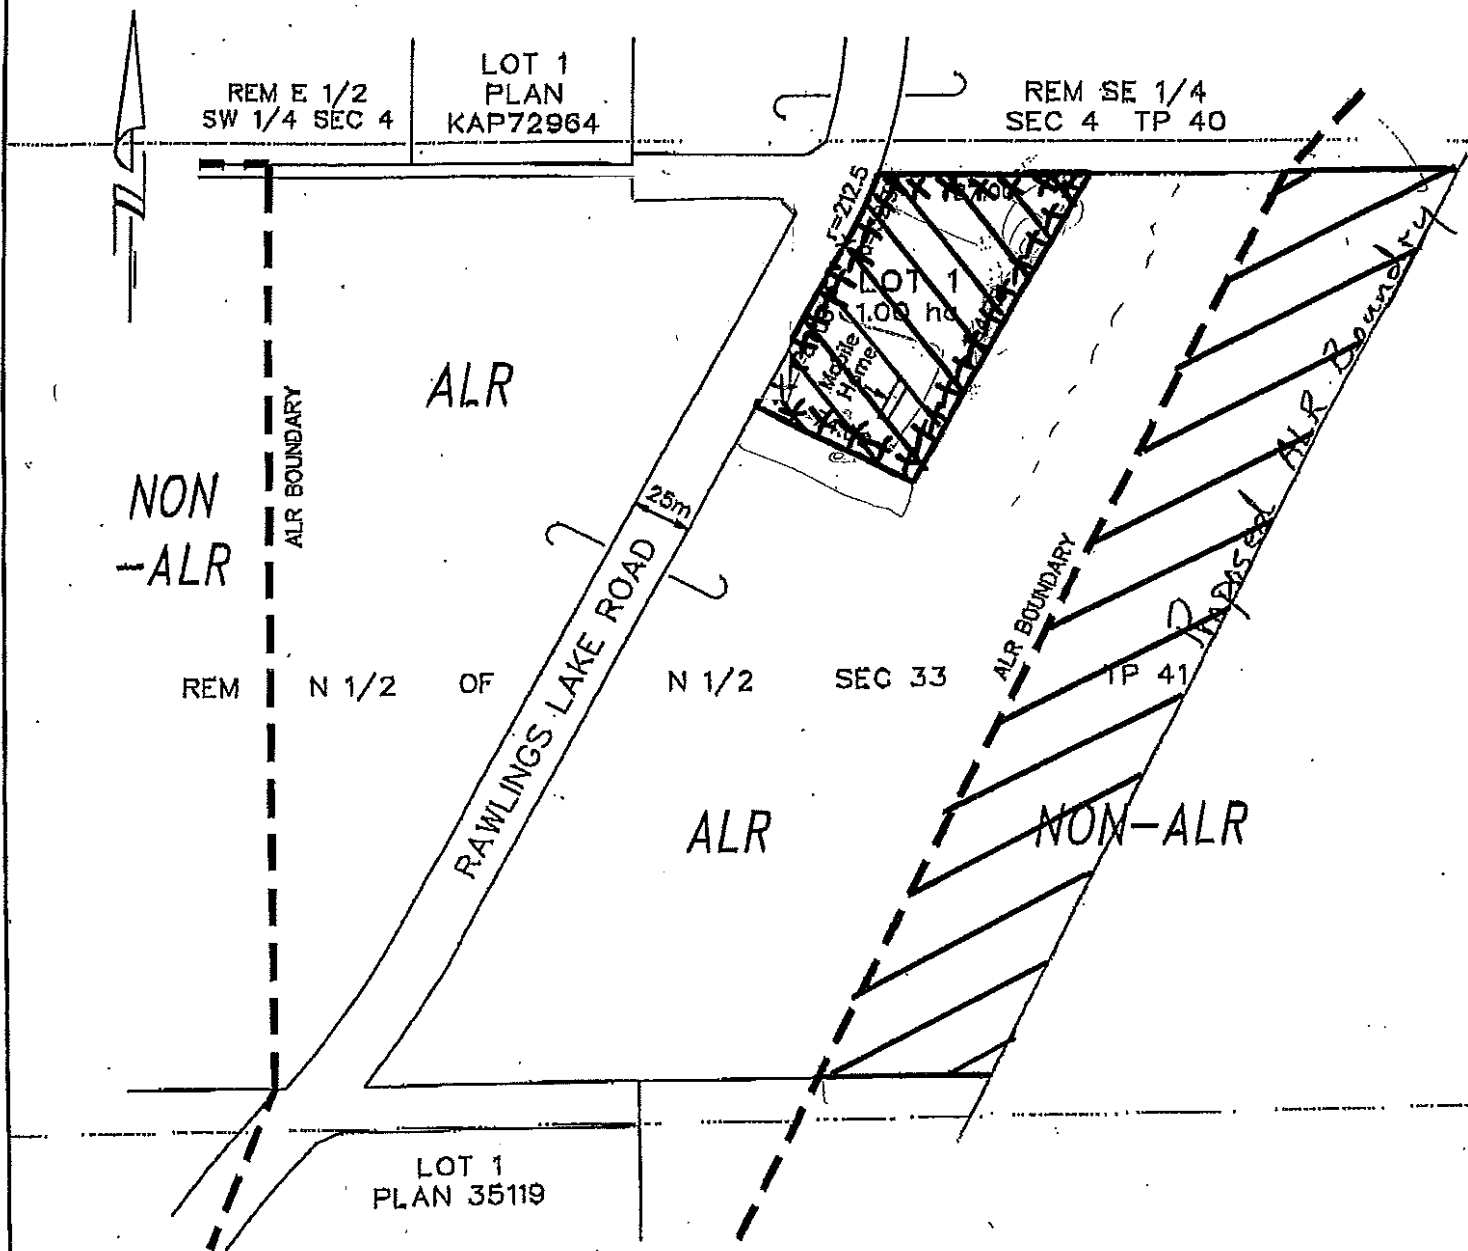 REM E 1/2
SW 1/4 SEC 4
LOT 1
PLAN
KAP72964
REM SE 1/4
SEC 4 TP 40
r=212.5
LOT 1
1.00 ha
Mobile
Home
ALR
NON
-ALR
ALR BOUNDARY
25m
RAWLINGS LAKE ROAD
ALR BOUNDARY
Proposed ALR Boundry
REM N 1/2 OF N 1/2 SEC 33 TP 41
ALR
NON-ALR
LOT 1
PLAN 35119